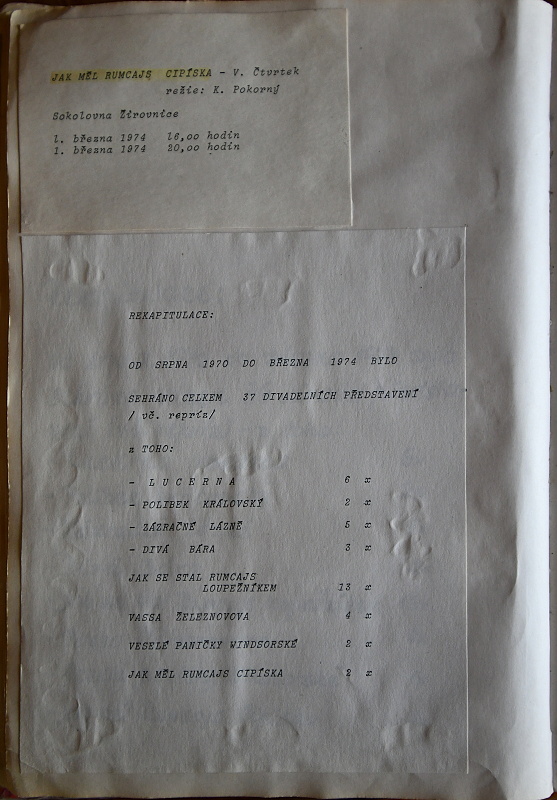 JAK MĚL RUMCAJS CIPÍSKA - V. Čtvrtek
režie: K. Pokorný
Sokolovna Žirovnice
1. března 1974 16,00 hodin
1. března 1974 20,00 hodin
REKAPITULACE:
OD SRPNA 1970 DO BŘEZNA 1974 BYLO
SEHRÁNO CELKEM 37 DIVADELNÍCH PŘEDSTAVENÍ
/ vč. repríz/
z TOHO:
- L U C E R N A 6 x
- POLIBEK KRÁLOVSKÝ 2 x
- ZÁZRAČNÉ LÁZNĚ 5 x
- DIVÁ BÁRA 3 x
JAK SE STAL RUMCAJS
LOUPEŽNÍKEM 13 x
VASSA ŽELEZNOVOVA 4 x
VESELÉ PANIČKY WINDSORSKÉ 2 x
JAK MĚL RUMCAJS CIPÍSKA 2 x